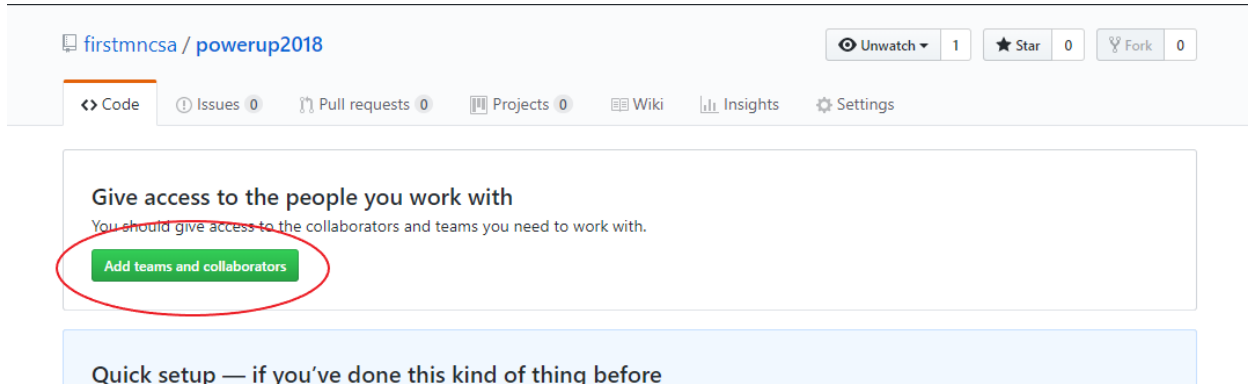 firstmncsa / powerup2018
Unwatch 1 Star 0 Fork 0
Code Issues 0 Pull requests 0 Projects 0 Wiki Insights Settings
Give access to the people you work with
You should give access to the collaborators and teams you need to work with.
Add teams and collaborators
Quick setup — if you've done this kind of thing before